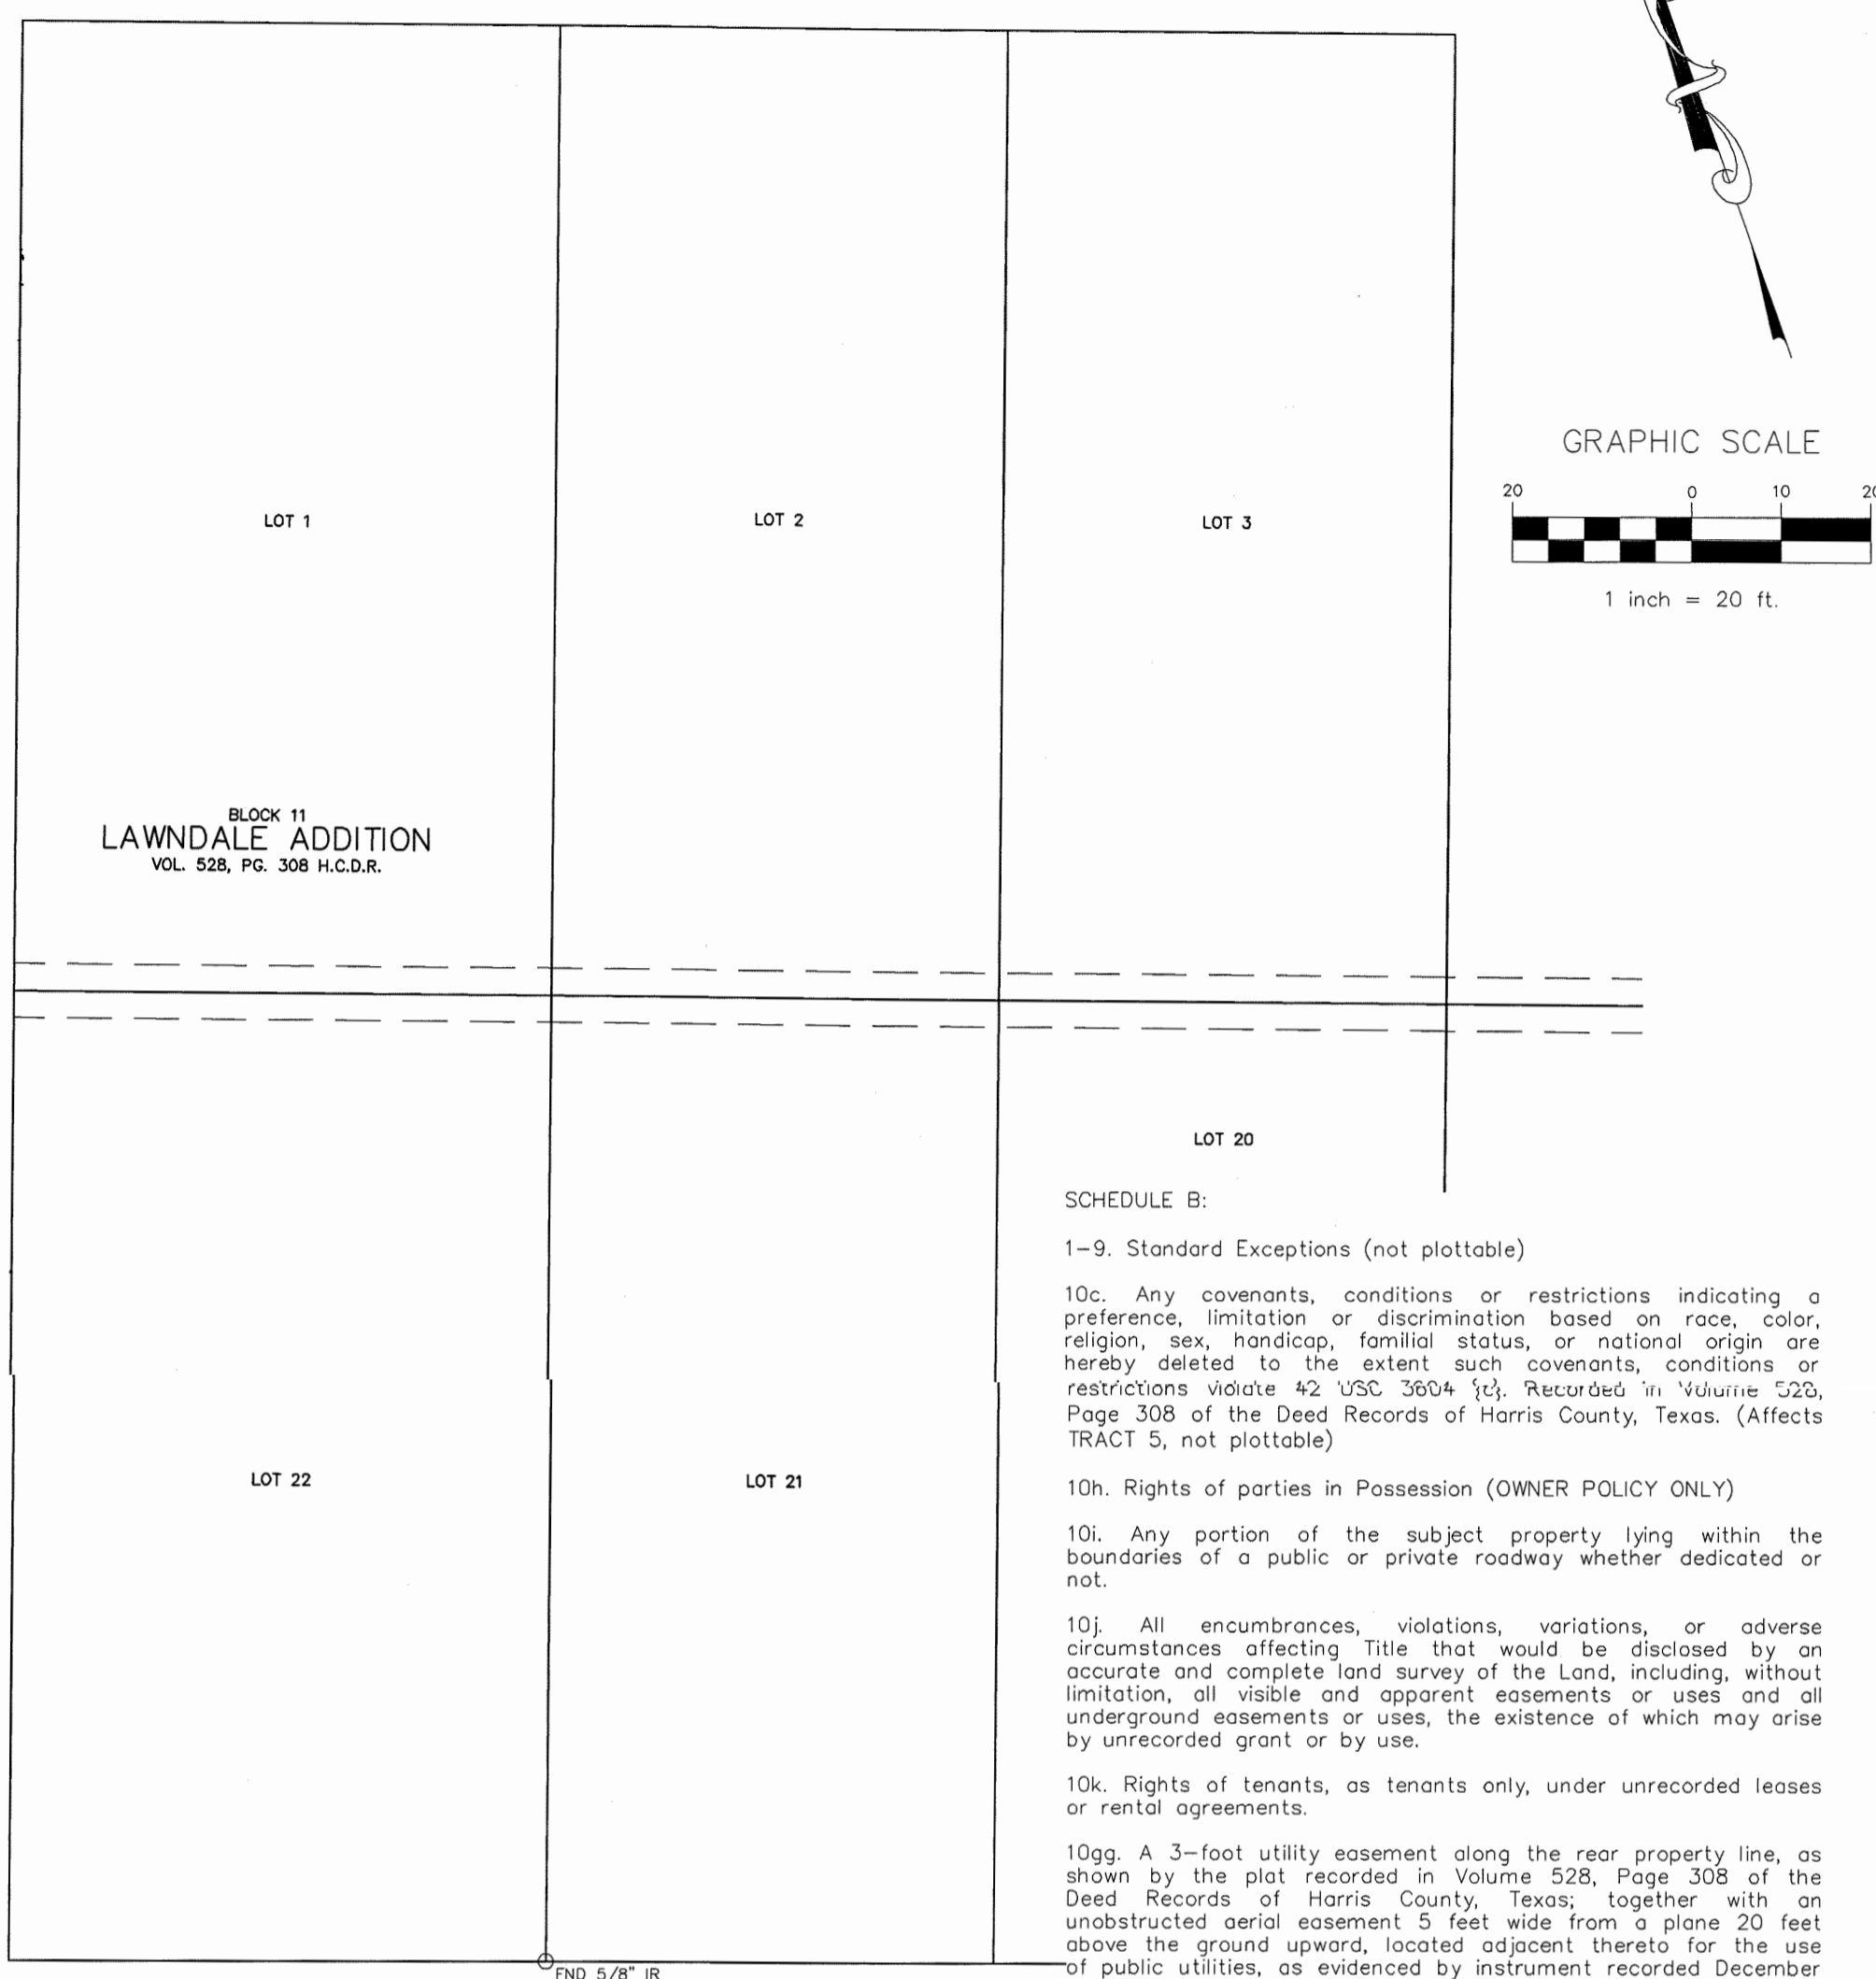 LOT 1
LOT 2
LOT 3
GRAPHIC SCALE
20 0 10 20
1 inch = 20 ft.
BLOCK 11
LAWNDALE ADDITION
VOL. 528, PG. 308 H.C.D.R.
LOT 20
LOT 22
LOT 21
FND 5/8" IR
SCHEDULE B:
1-9. Standard Exceptions (not plottable)
10c. Any covenants, conditions or restrictions indicating a
preference, limitation or discrimination based on race, color,
religion, sex, handicap, familial status, or national origin are
hereby deleted to the extent such covenants, conditions or
restrictions violate 42 USC 3604 {c}. Recorded in Volume 528,
Page 308 of the Deed Records of Harris County, Texas. (Affects
TRACT 5, not plottable)
10h. Rights of parties in Possession (OWNER POLICY ONLY)
10i. Any portion of the subject property lying within the
boundaries of a public or private roadway whether dedicated or
not.
10j. All encumbrances, violations, variations, or adverse
circumstances affecting Title that would be disclosed by an
accurate and complete land survey of the Land, including, without
limitation, all visible and apparent easements or uses and all
underground easements or uses, the existence of which may arise
by unrecorded grant or by use.
10k. Rights of tenants, as tenants only, under unrecorded leases
or rental agreements.
10gg. A 3-foot utility easement along the rear property line, as
shown by the plat recorded in Volume 528, Page 308 of the
Deed Records of Harris County, Texas; together with an
unobstructed aerial easement 5 feet wide from a plane 20 feet
above the ground upward, located adjacent thereto for the use
of public utilities, as evidenced by instrument recorded December